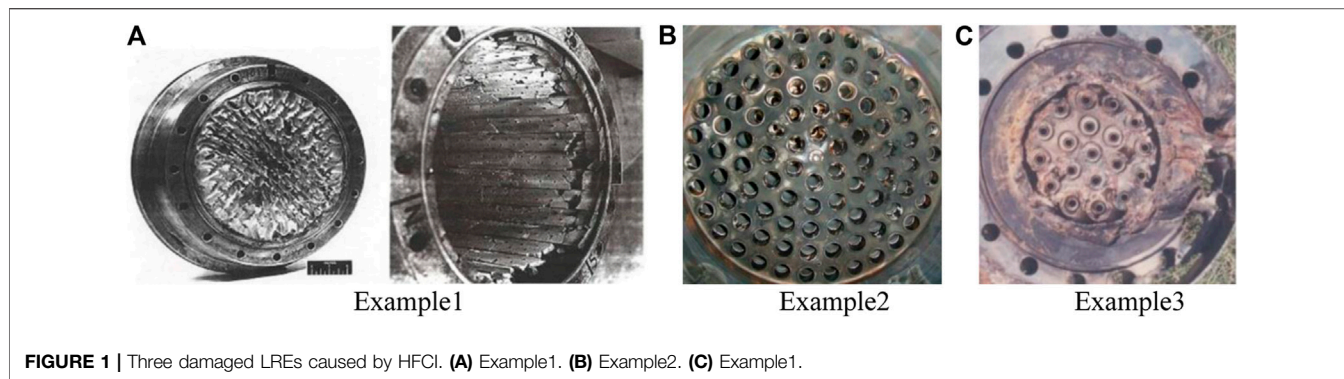 A
B
C
Example1
Example2
Example3
FIGURE 1 | Three damaged LREs caused by HFCI. (A) Example1. (B) Example2. (C) Example1.